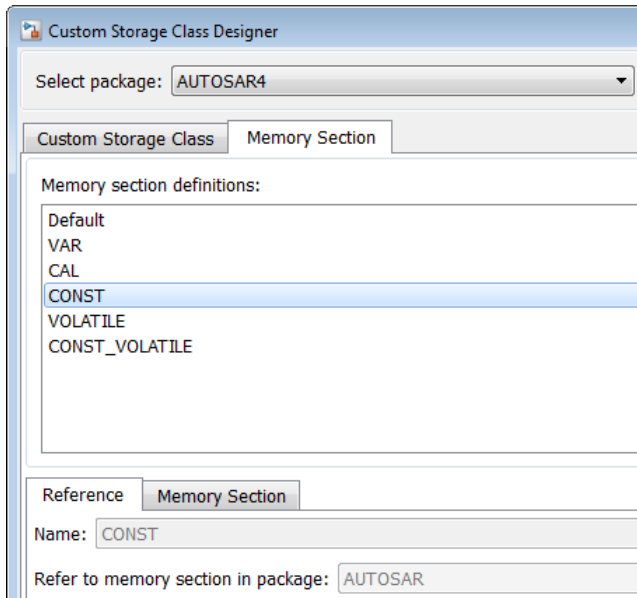 Custom Storage Class Designer
Select package: AUTOSAR4
Custom Storage Class Memory Section
Memory section definitions:
Default
VAR
CAL
CONST
VOLATILE
CONST_VOLATILE
Reference Memory Section
Name: CONST
Refer to memory section in package: AUTOSAR